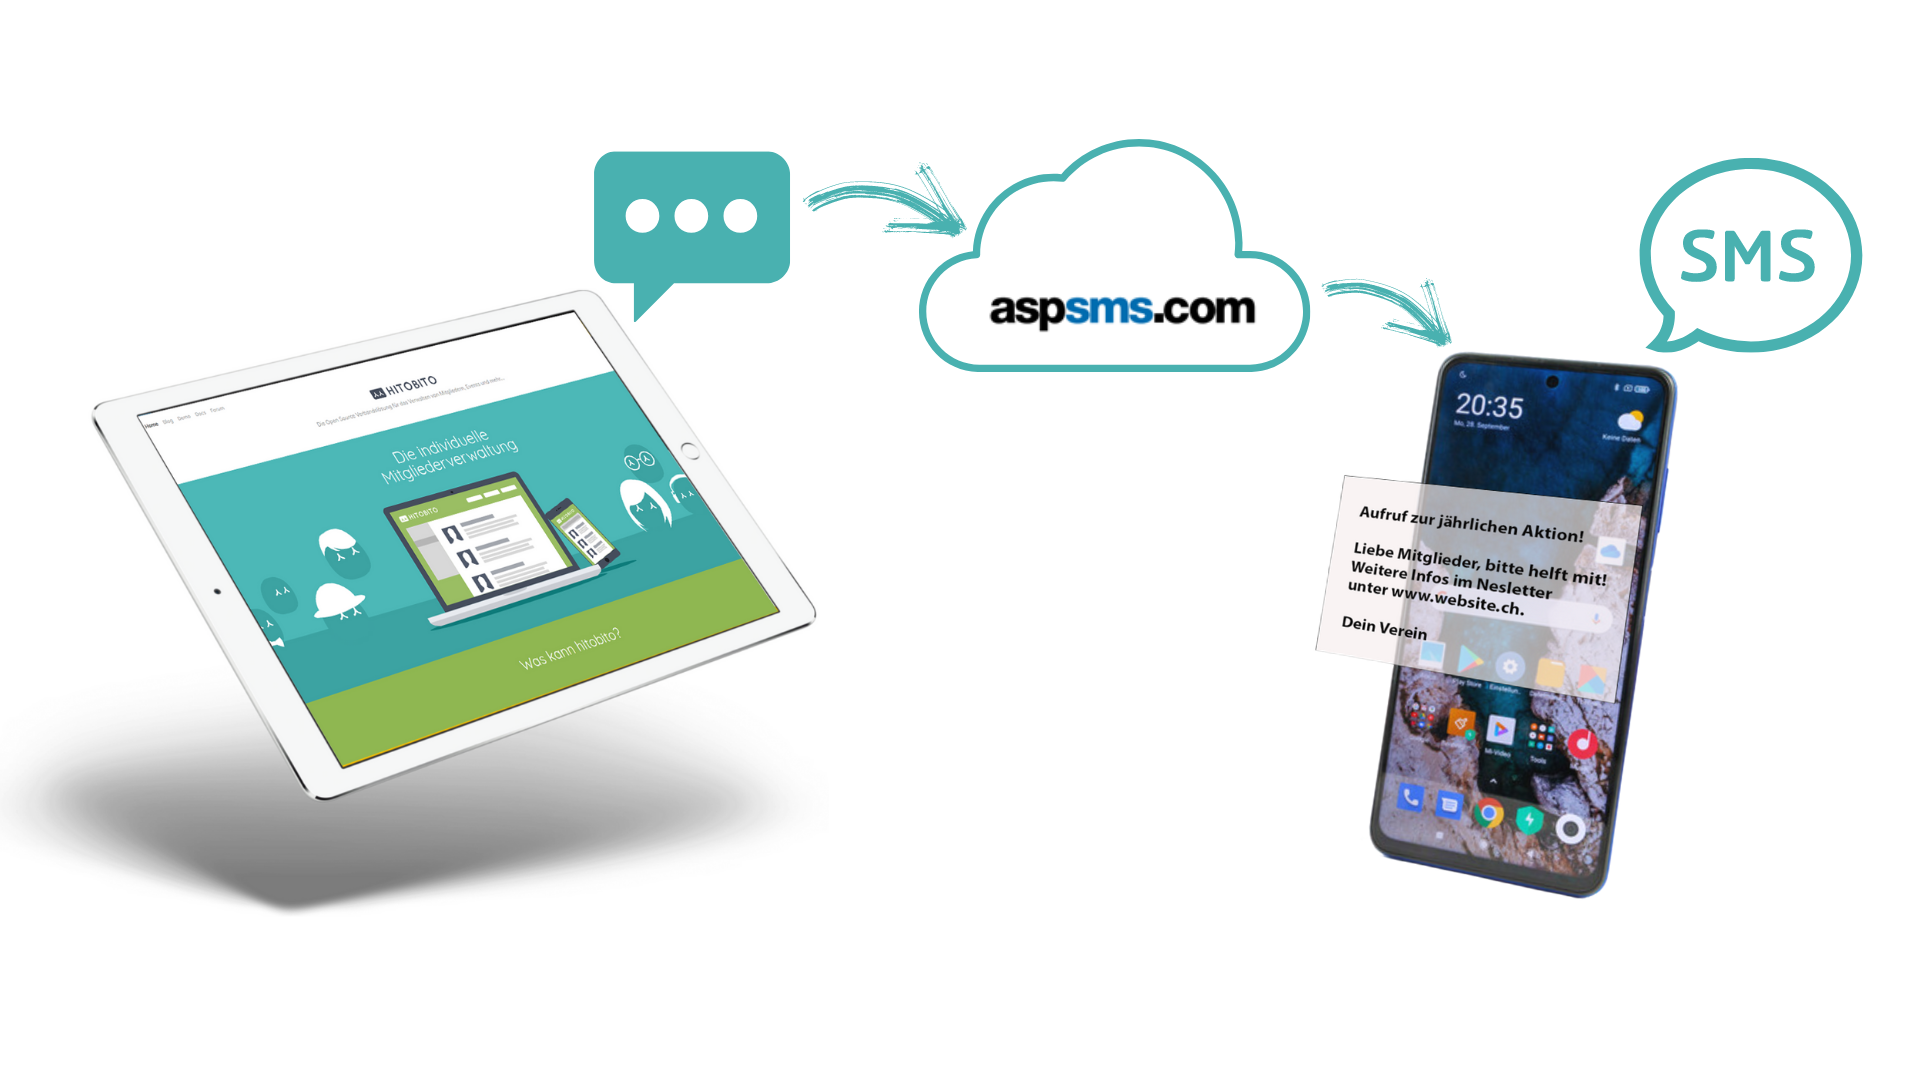 Home Blog Demo Docs Forum
HITOBITO
Die Open Source Verbandslösung für das Verwalten von Mitgliedern, Events und mehr...
Die individuelle
Mitgliederverwaltung
HITOBITO
Was kann hitobito?
aspsms.com
SMS
20:35
Mo, 28. September
Keine Daten
Aufruf zur jährlichen Aktion!
Liebe Mitglieder, bitte helft mit!
Weitere Infos im Nesletter
unter www.website.ch.
Dein Verein
Play Store
Einstellun..
Mi-Video
Tools